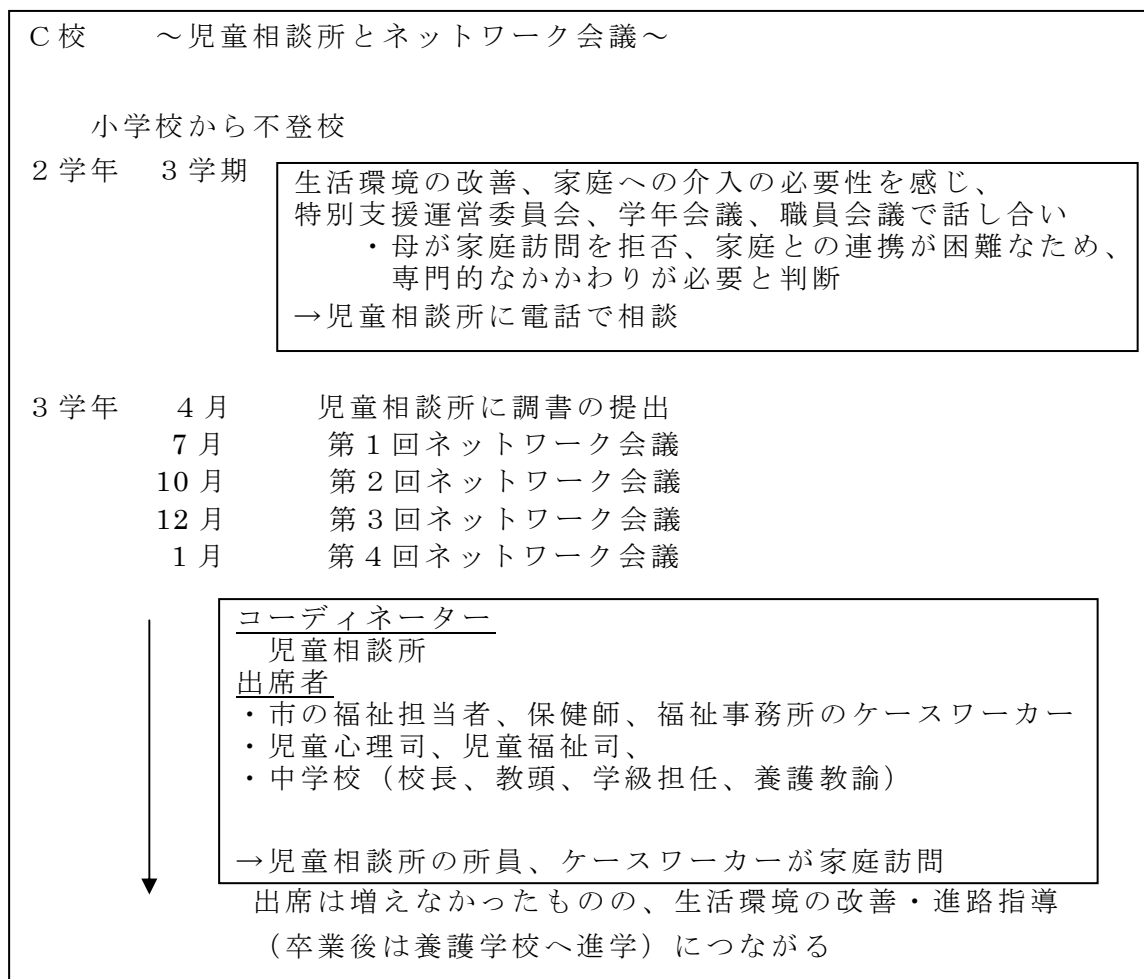 C校　　～児童相談所とネットワーク会議～
小学校から不登校
２学年　３学期
生活環境の改善、家庭への介入の必要性を感じ、
特別支援運営委員会、学年会議、職員会議で話し合い
・母が家庭訪問を拒否、家庭との連携が困難なため、
専門的なかかわりが必要と判断
→児童相談所に電話で相談
３学年　４月　　児童相談所に調書の提出
7月　　第１回ネットワーク会議
10月　　第２回ネットワーク会議
12月　　第３回ネットワーク会議
1月　　第４回ネットワーク会議
コーディネーター
児童相談所
出席者
・市の福祉担当者、保健師、福祉事務所のケースワーカー
・児童心理司、児童福祉司、
・中学校（校長、教頭、学級担任、養護教諭）
→児童相談所の所員、ケースワーカーが家庭訪問
出席は増えなかったものの、生活環境の改善・進路指導
（卒業後は養護学校へ進学）につながる